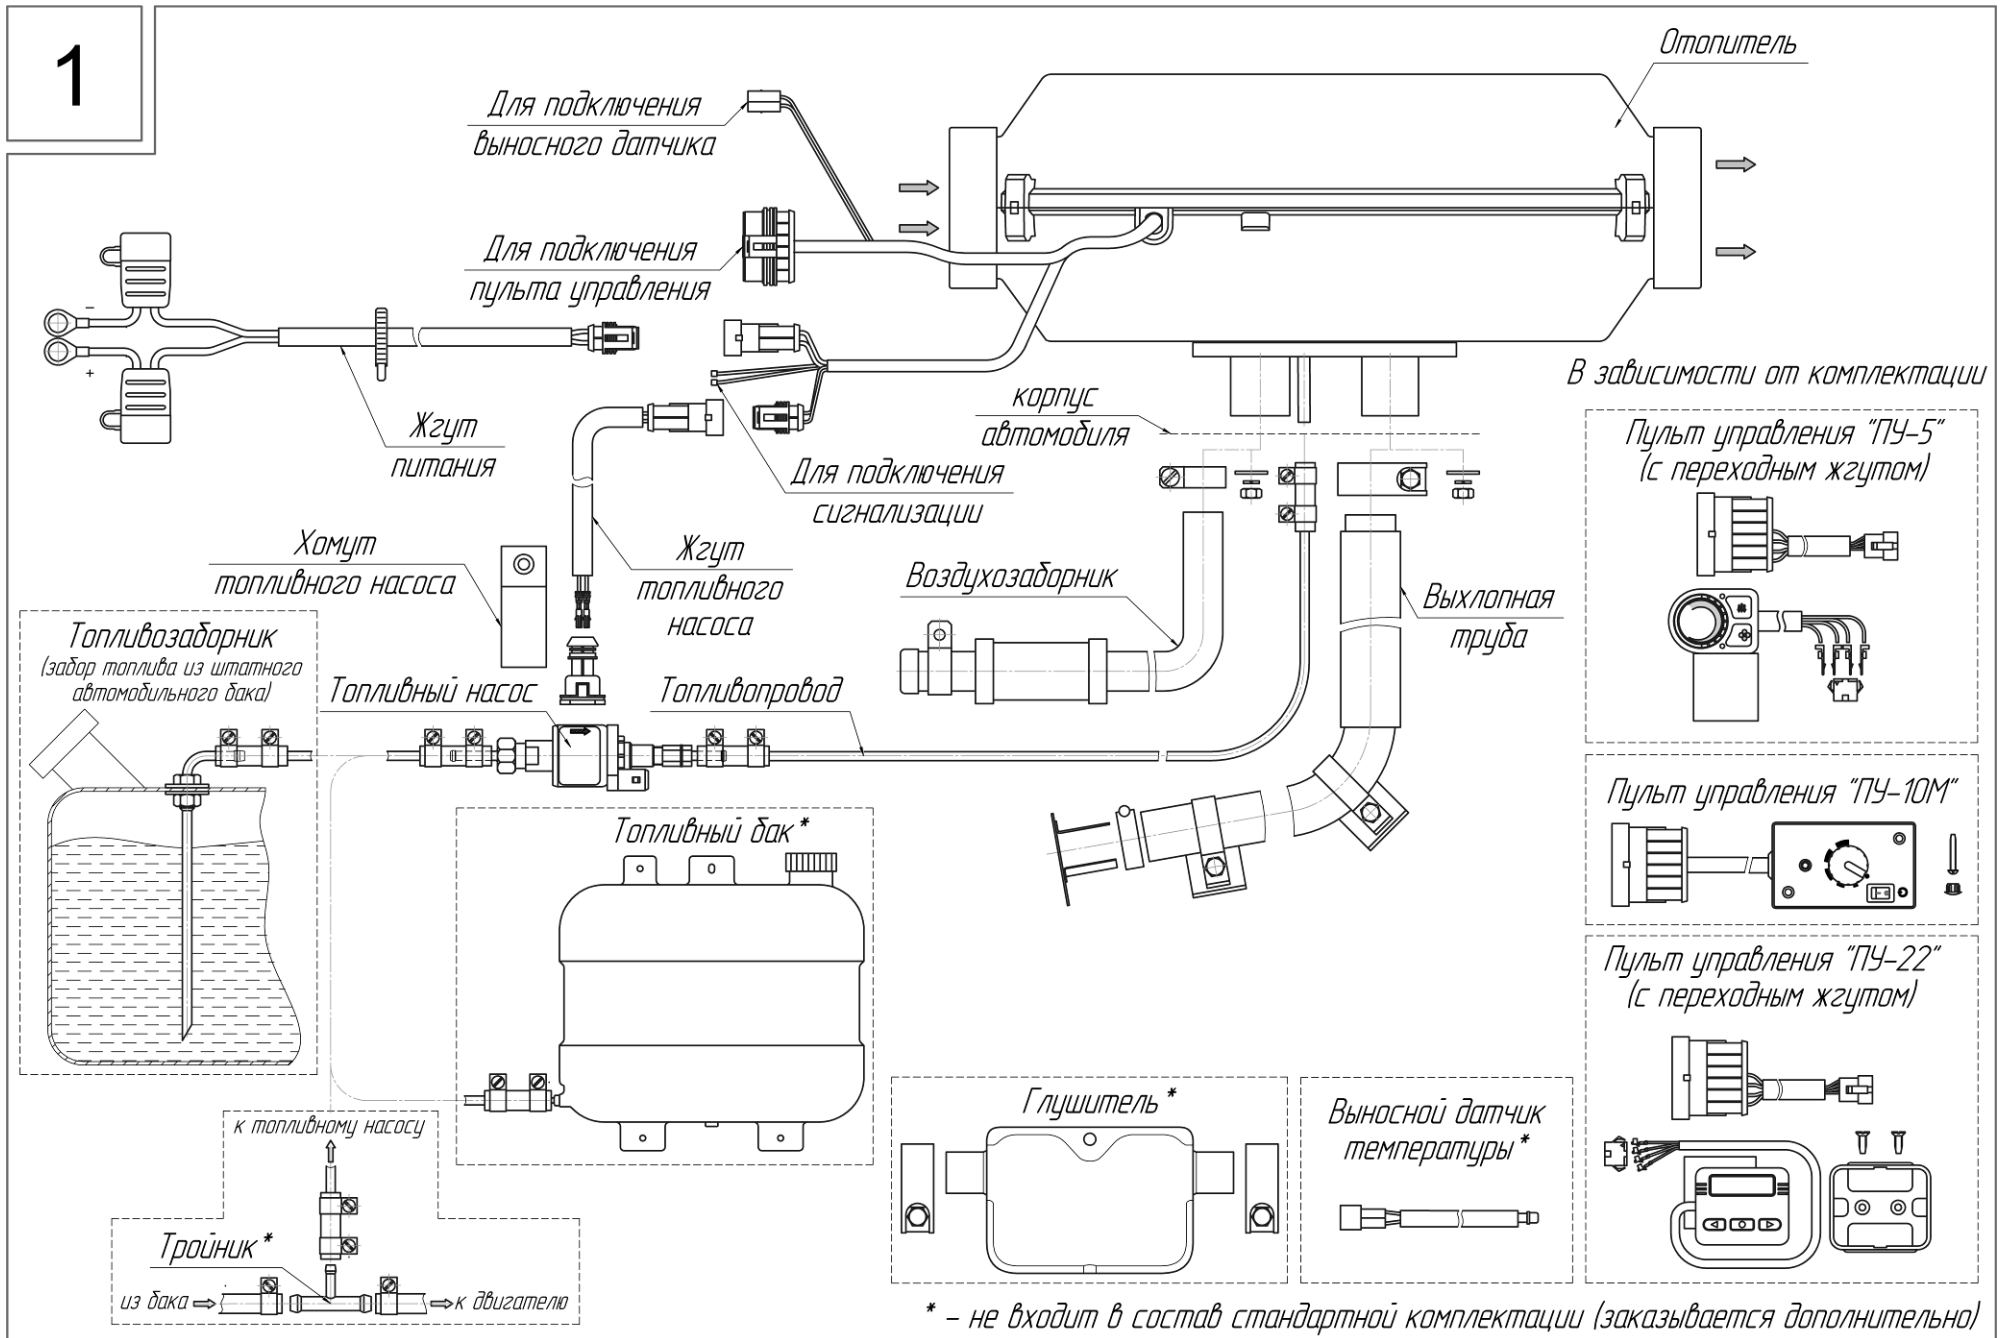 1
Отопитель
Для подключения
выносного датчика
Для подключения
пульта управления
–
+
Жгут
питания
корпус
автомобиля
Для подключения
сигнализации
В зависимости от комплектации
Пульт управления "ПУ-5"
(с переходным жгутом)
Хомут
топливного насоса
Жгут
топливного
насоса
Воздухозаборник
Выхлопная
труба
Топливозаборник
(забор топлива из штатного
автомобильного бака)
Топливный насос
Топливопровод
Пульт управления "ПУ-10М"
Топливный бак*
Пульт управления "ПУ-22"
(с переходным жгутом)
к топливному насосу
Тройник*
из бака
к двигателю
Глушитель*
Выносной датчик
температуры*
* – не входит в состав стандартной комплектации (заказывается дополнительно)